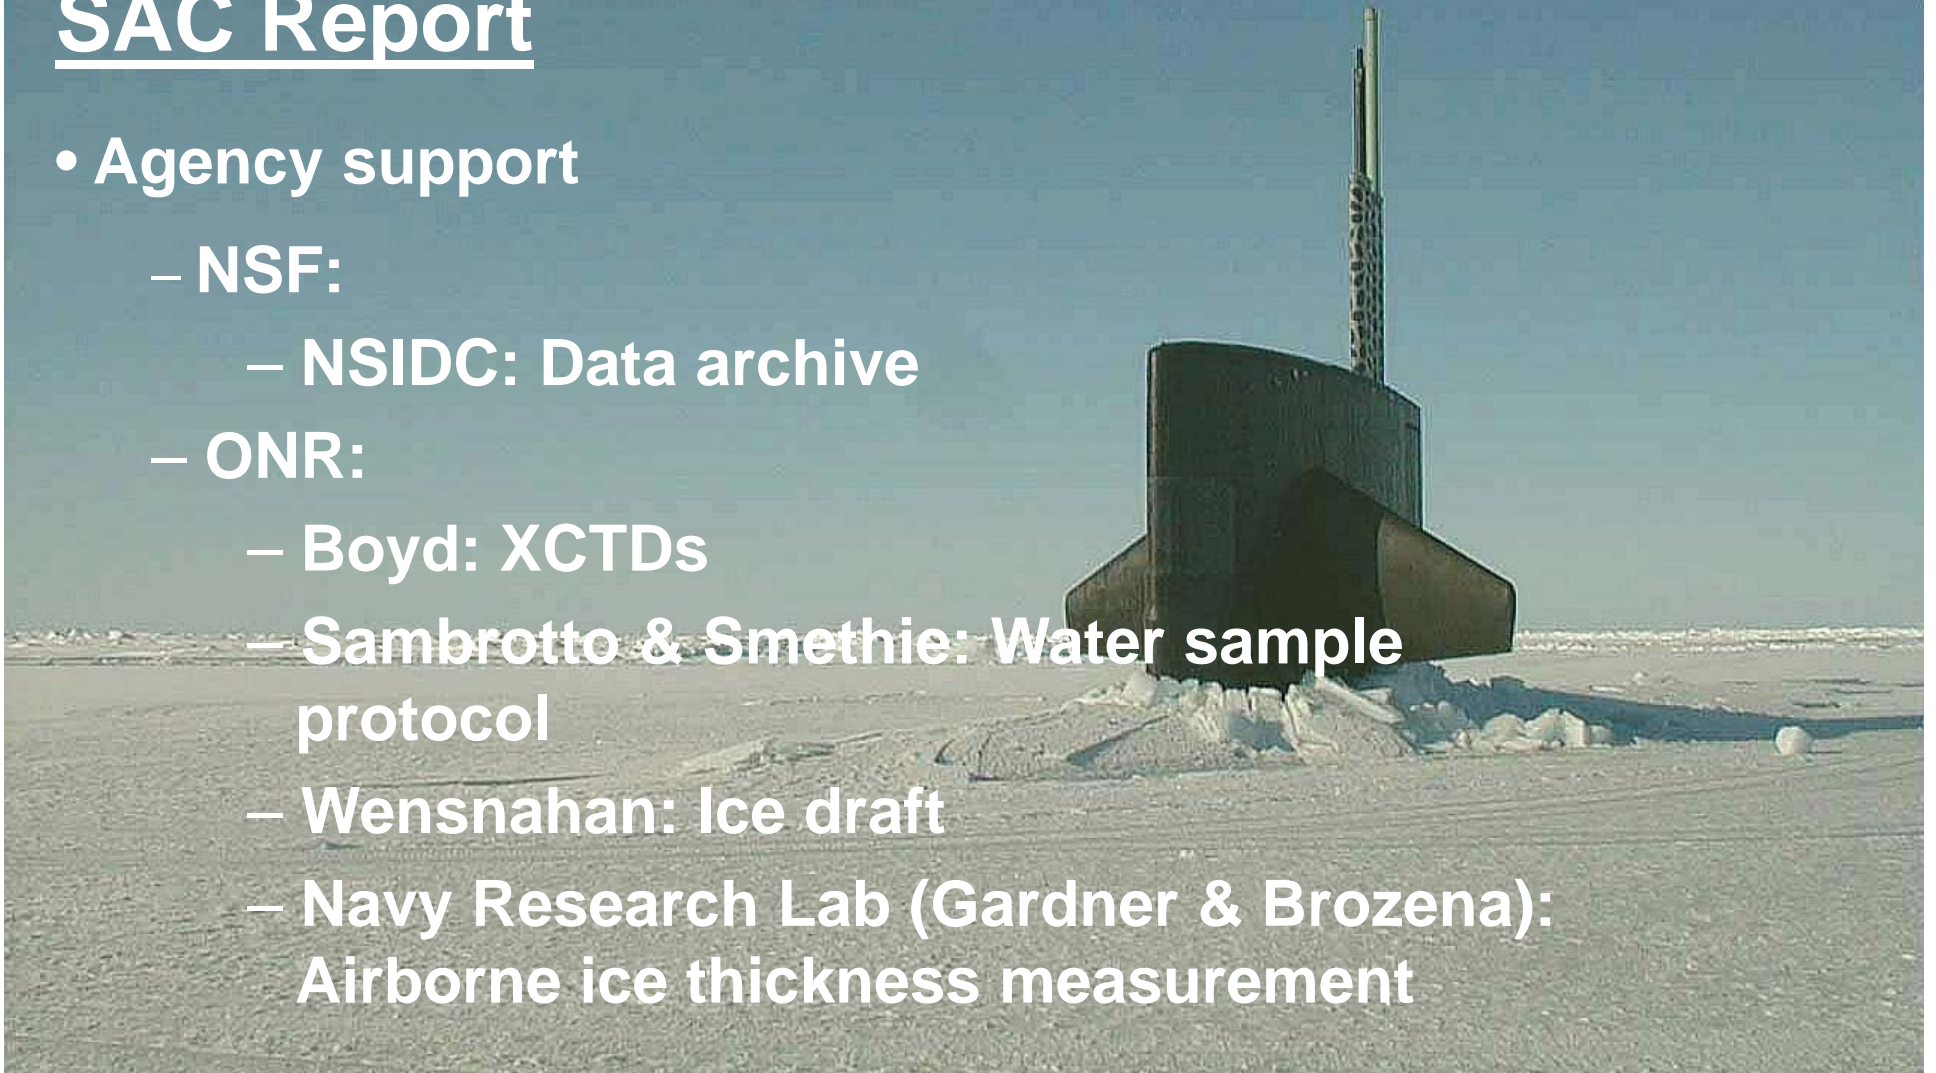 SAC Report
• Agency support
– NSF:
– NSIDC: Data archive
– ONR:
– Boyd: XCTDs
– Sambrotto & Smethie: Water sample
protocol
– Wensnahan: Ice draft
– Navy Research Lab (Gardner & Brozena):
Airborne ice thickness measurement